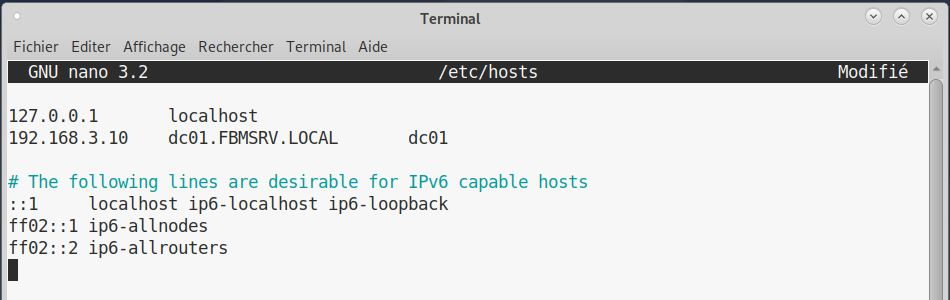 Terminal
Fichier Editer Affichage Rechercher Terminal Aide
GNU nano 3.2 /etc/hosts Modifié
127.0.0.1 localhost
192.168.3.10 dc01.FBMSRV.LOCAL dc01
# The following lines are desirable for IPv6 capable hosts
::1 localhost ip6-localhost ip6-loopback
ff02::1 ip6-allnodes
ff02::2 ip6-allrouters